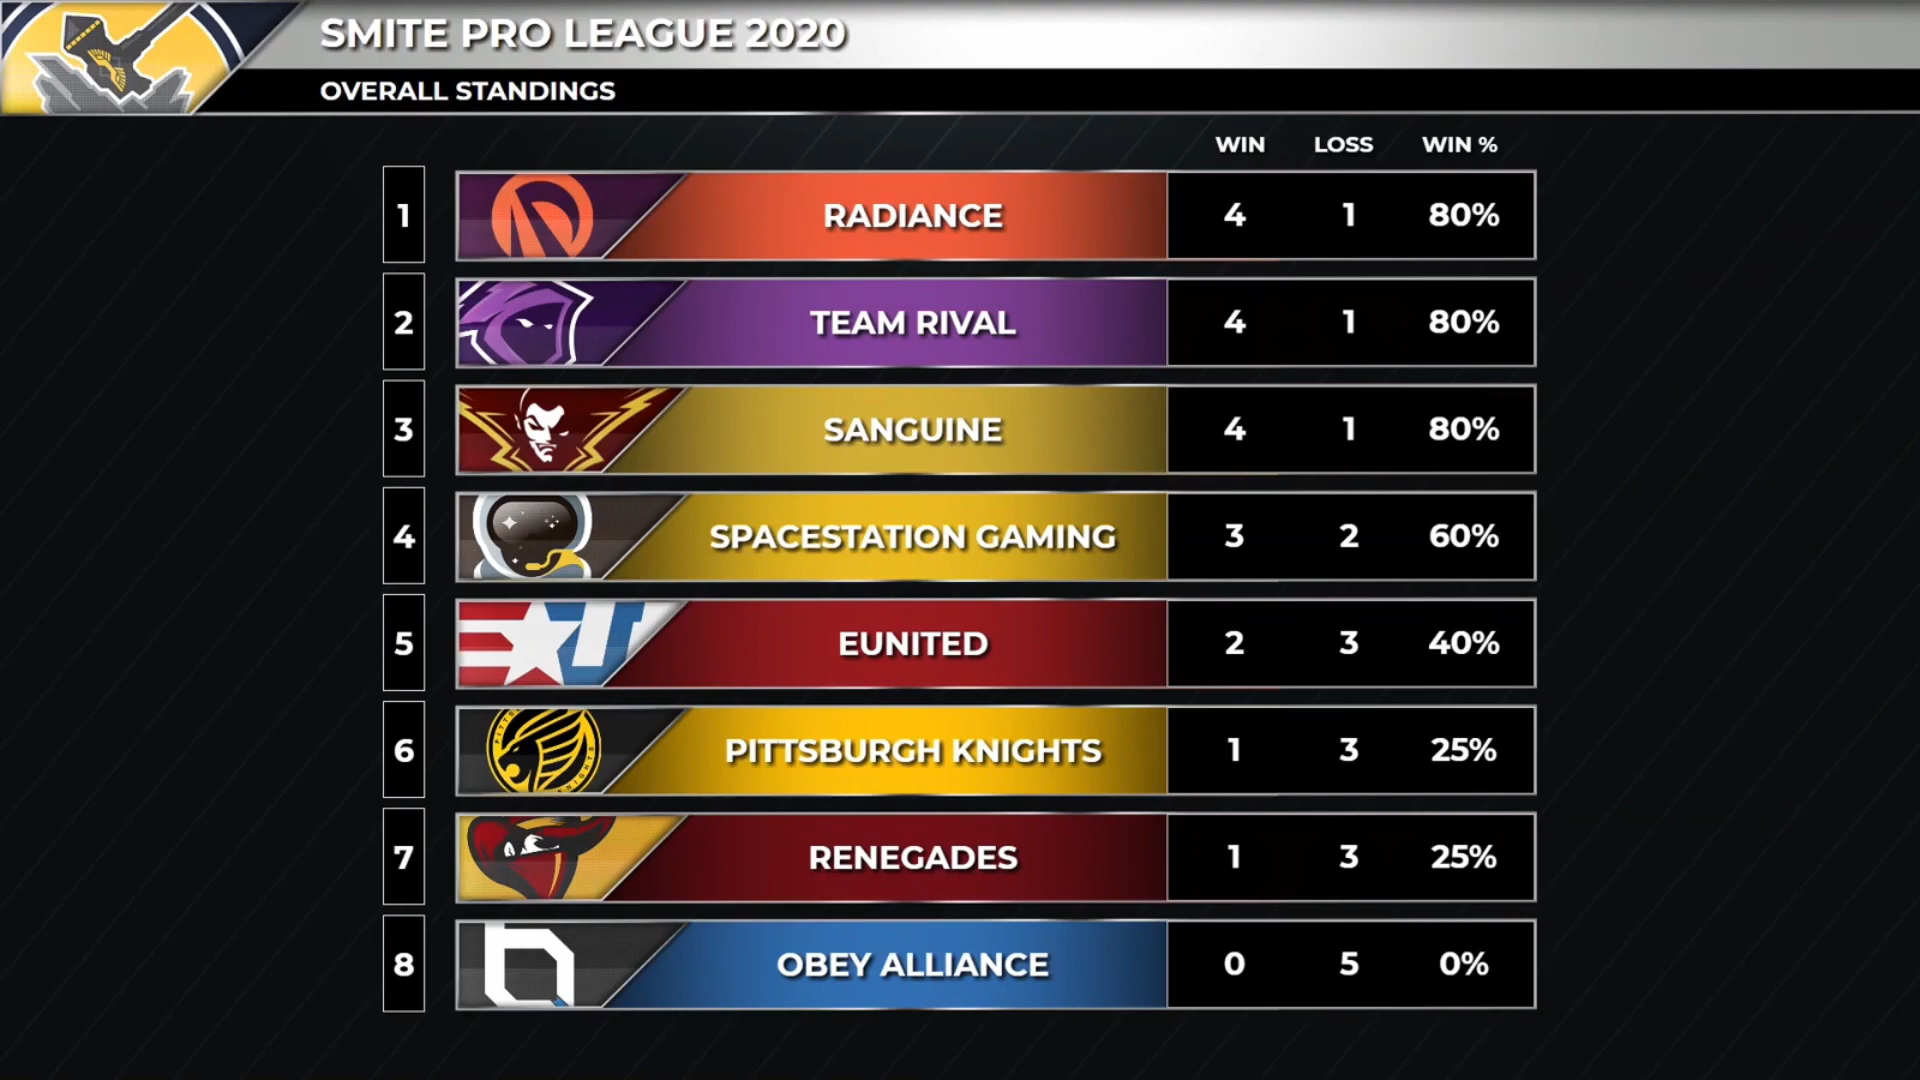 SMITE PRO LEAGUE 2020
OVERALL STANDINGS
WIN LOSS WIN %
1 RADIANCE 4 1 80%
2 TEAM RIVAL 4 1 80%
3 SANGUINE 4 1 80%
4 SPACESTATION GAMING 3 2 60%
5 EUNITED 2 3 40%
6 PITTSBURGH KNIGHTS 1 3 25%
7 RENEGADES 1 3 25%
8 OBEY ALLIANCE 0 5 0%